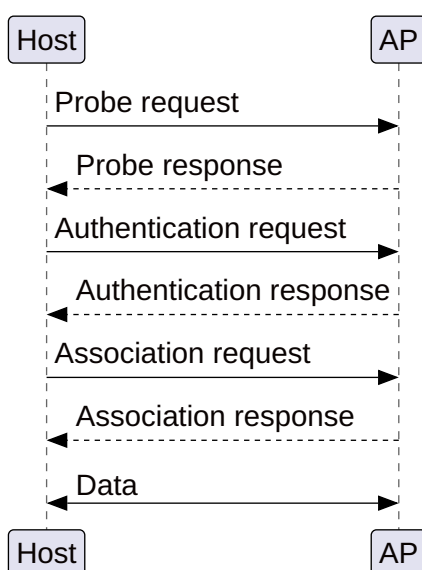 Host AP
Probe request
Probe response
Authentication request
Authentication response
Association request
Association response
Data
Host AP